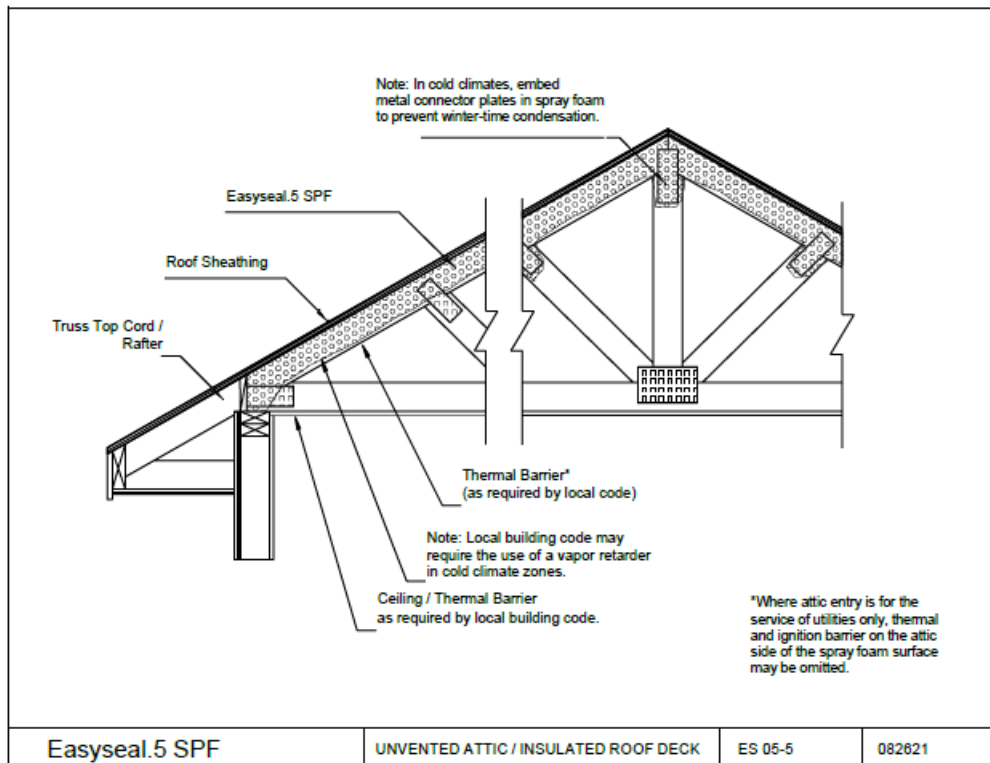 Note: In cold climates, embed
metal connector plates in spray foam
to prevent winter-time condensation.
Easyseal.5 SPF
Roof Sheathing
Truss Top Cord /
Rafter
Thermal Barrier*
(as required by local code)
Note: Local building code may
require the use of a vapor retarder
in cold climate zones.
Ceiling / Thermal Barrier
as required by local building code.
*Where attic entry is for the
service of utilities only, thermal
and ignition barrier on the attic
side of the spray foam surface
may be omitted.
Easyseal.5 SPF
UNVENTED ATTIC / INSULATED ROOF DECK
ES 05-5
082621